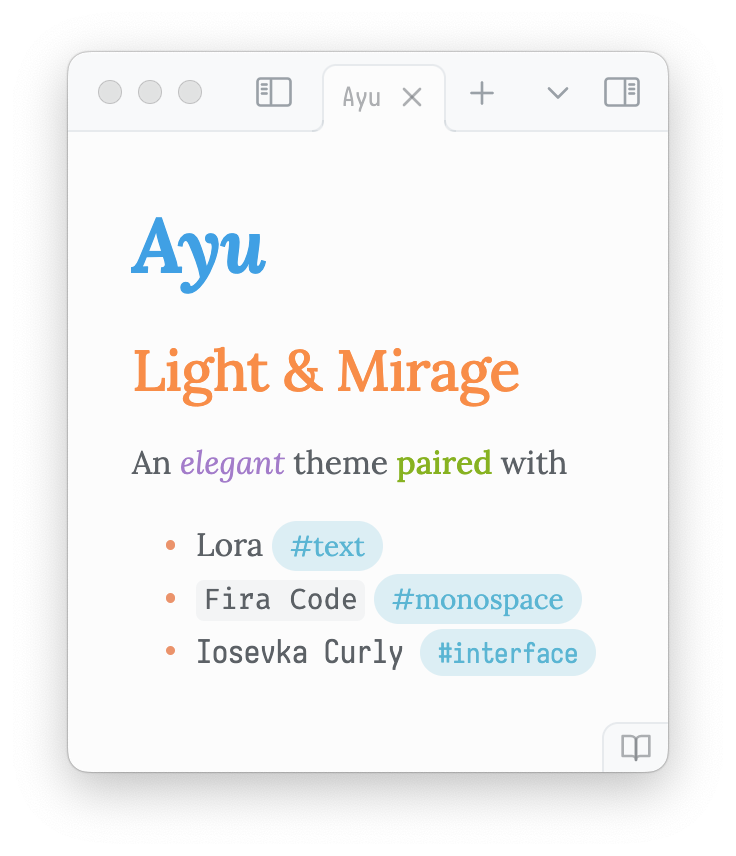 Ayu
Ayu
Light & Mirage
An elegant theme paired with
Lora #text
Fira Code #monospace
Iosevka Curly #interface